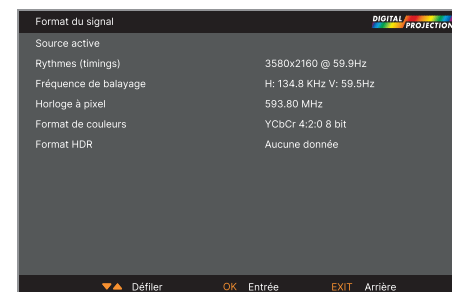 Format du signal
DIGITAL PROJECTION
Source active
Rythmes (timings) 3580x2160 @ 59.9Hz
Fréquence de balayage H: 134.8 KHz V: 59.5Hz
Horloge à pixel 593.80 MHz
Format de couleurs YCbCr 4:2:0 8 bit
Format HDR Aucune donnée
Défiler OK Entrée EXIT Arrière